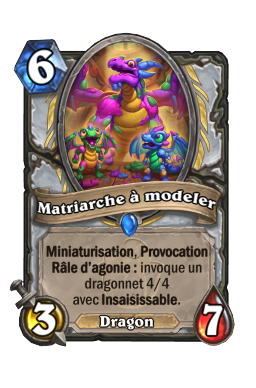 6
Matriarche à modeler
Miniaturisation, Provocation
Râle d'agonie : invoque un
dragonnet 4/4
avec Insaisissable.
3
Dragon
7